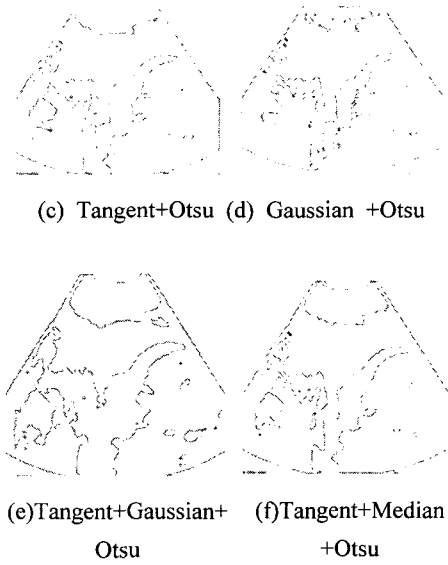 (c) Tangent+Otsu (d) Gaussian +Otsu
(e)Tangent+Gaussian+ (f)Tangent+Median
Otsu +Otsu